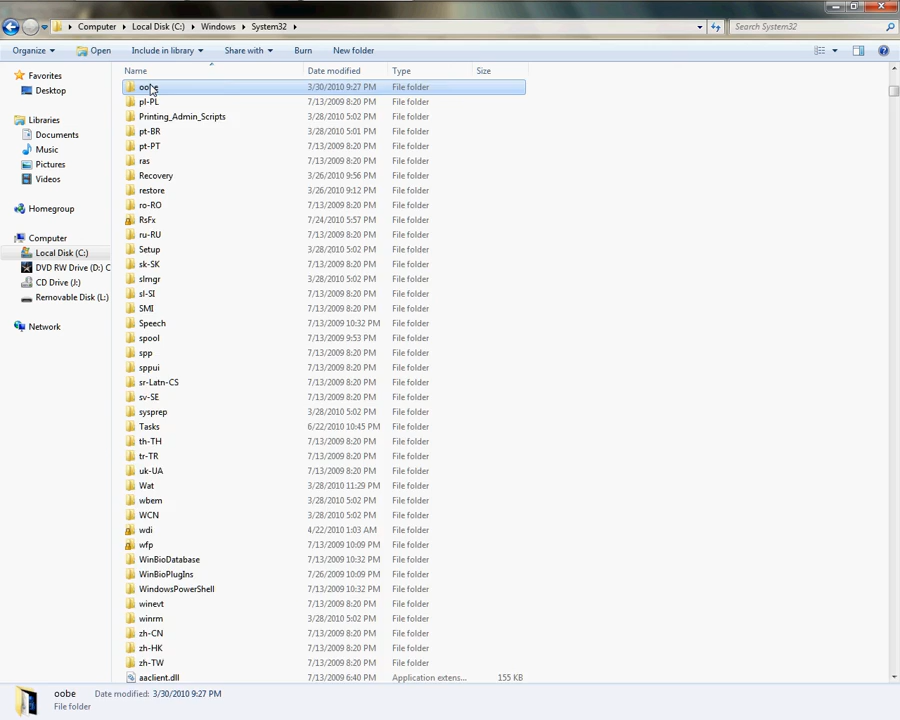 Computer Local Disk (C:) Windows System32 Search System32
Organize Open Include in library Share with Burn New folder
Favorites
Desktop
Libraries
Documents
Music
Pictures
Videos
Homegroup
Computer
Local Disk (C:)
DVD RW Drive (D:) C
CD Drive (J:)
Removable Disk (L:)
Network
Name Date modified Type Size
oobe 3/30/2010 9:27 PM File folder
pl-PL 7/13/2009 8:20 PM File folder
Printing_Admin_Scripts 3/28/2010 5:02 PM File folder
pt-BR 3/28/2010 5:01 PM File folder
pt-PT 7/13/2009 8:20 PM File folder
ras 7/13/2009 8:20 PM File folder
Recovery 3/26/2010 9:56 PM File folder
restore 3/26/2010 9:12 PM File folder
ro-RO 7/13/2009 8:20 PM File folder
RsFx 7/24/2010 5:57 PM File folder
ru-RU 7/13/2009 8:20 PM File folder
Setup 3/28/2010 5:02 PM File folder
sk-SK 7/13/2009 8:20 PM File folder
slmgr 3/28/2010 5:02 PM File folder
sl-SI 7/13/2009 8:20 PM File folder
SMI 7/13/2009 8:20 PM File folder
Speech 7/13/2009 10:32 PM File folder
spool 7/13/2009 9:53 PM File folder
spp 7/13/2009 8:20 PM File folder
sppui 7/13/2009 8:20 PM File folder
sr-Latn-CS 7/13/2009 8:20 PM File folder
sv-SE 7/13/2009 8:20 PM File folder
sysprep 3/28/2010 5:02 PM File folder
Tasks 6/22/2010 10:45 PM File folder
th-TH 7/13/2009 8:20 PM File folder
tr-TR 7/13/2009 8:20 PM File folder
uk-UA 7/13/2009 8:20 PM File folder
Wat 3/28/2010 11:29 PM File folder
wbem 3/28/2010 5:02 PM File folder
WCN 3/28/2010 5:02 PM File folder
wdi 4/22/2010 1:03 AM File folder
wfp 7/13/2009 10:09 PM File folder
WinBioDatabase 7/13/2009 10:32 PM File folder
WinBioPlugIns 7/26/2009 10:09 PM File folder
WindowsPowerShell 7/13/2009 10:32 PM File folder
winevt 7/13/2009 8:20 PM File folder
winrm 3/28/2010 5:02 PM File folder
zh-CN 7/13/2009 8:20 PM File folder
zh-HK 7/13/2009 8:20 PM File folder
zh-TW 7/13/2009 8:20 PM File folder
aaclient.dll 7/13/2009 6:40 PM Application extens... 155 KB
oobe Date modified: 3/30/2010 9:27 PM
File folder